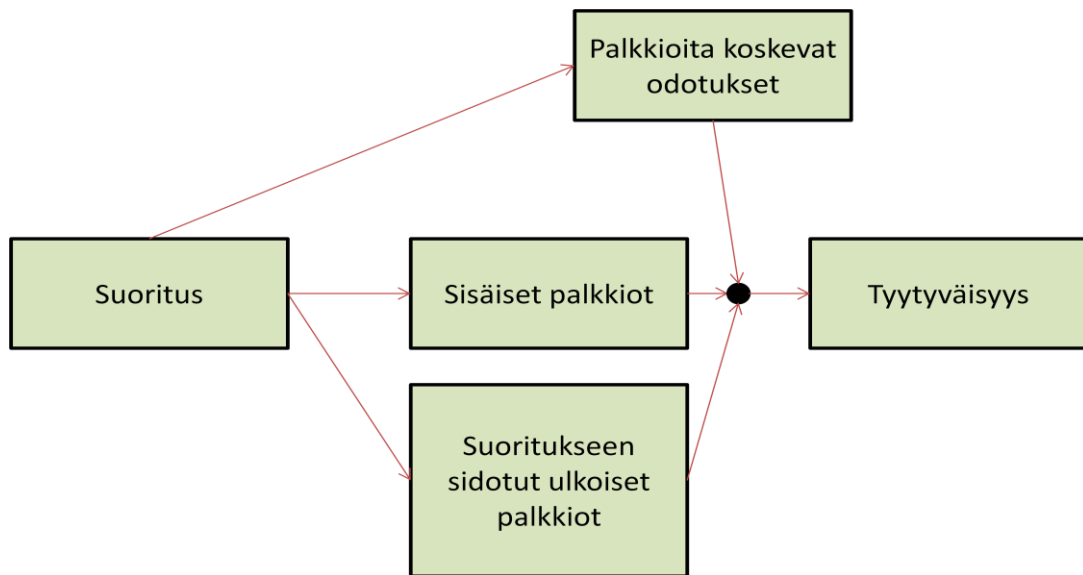 Palkkioita koskevat
odotukset
Suoritus
Sisäiset palkkiot
Tyytyväisyys
Suoritukseen
sidotut ulkoiset
palkkiot